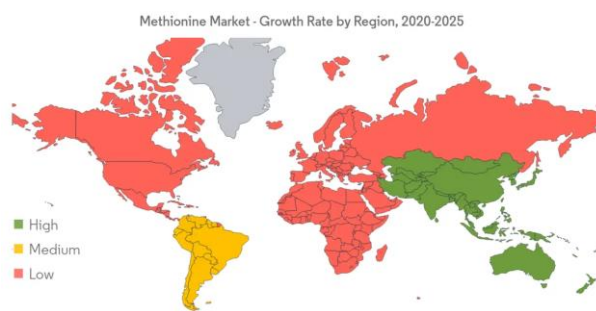 Methionine Market - Growth Rate by Region, 2020-2025
High
Medium
Low